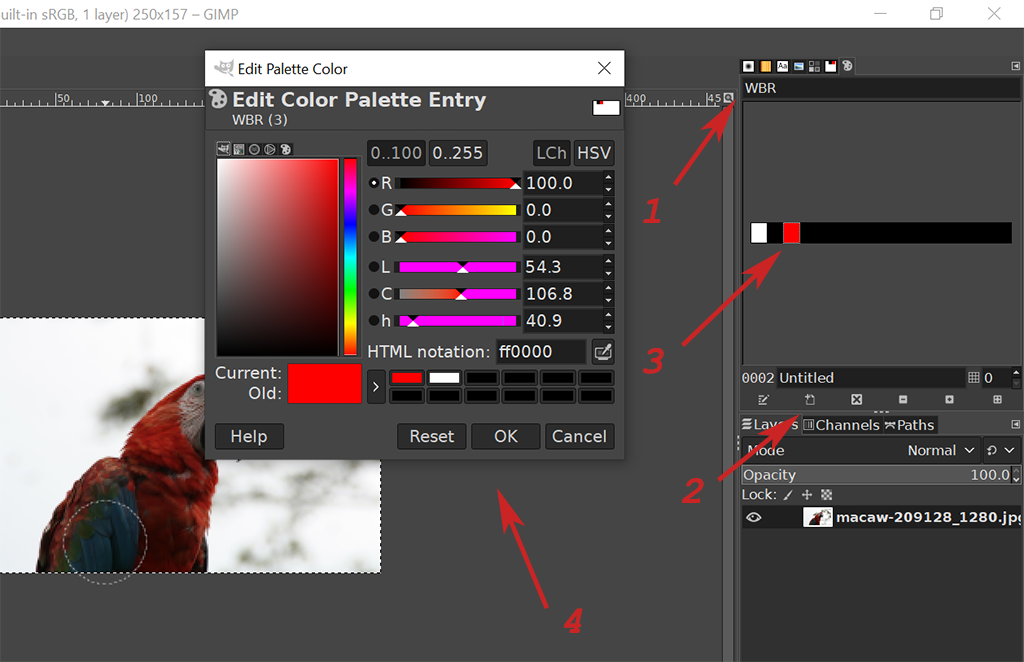 uilt-in sRGB, 1 layer) 250x157 – GIMP
Edit Palette Color
Edit Color Palette Entry
WBR (3)
50 100 400 45
0..100 0..255 LCh HSV
R 100.0
G 0.0
B 0.0
L 54.3
C 106.8
h 40.9
HTML notation: ff0000
Current:
Old:
Help Reset OK Cancel
Aa
WBR
1
3
0002 Untitled 0
Layers Channels Paths
2
Mode Normal
Opacity 100.0
Lock:
macaw-209128_1280.jpg
4